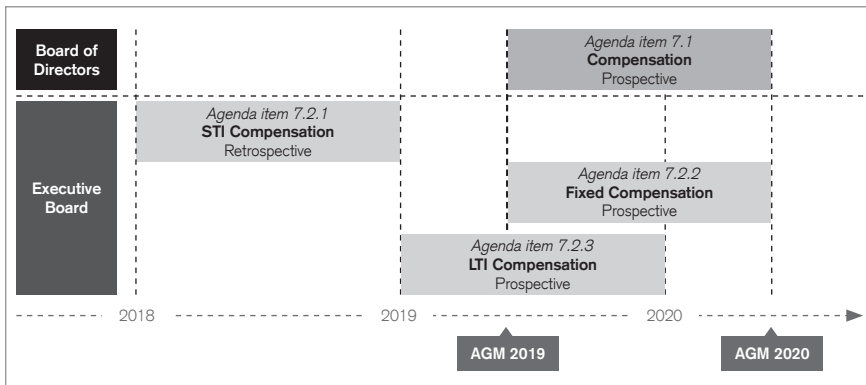 Board of
Directors
Agenda item 7.1
Compensation
Prospective
Executive
Board
Agenda item 7.2.1
STI Compensation
Retrospective
Agenda item 7.2.2
Fixed Compensation
Prospective
Agenda item 7.2.3
LTI Compensation
Prospective
2018 2019 2020
AGM 2019 AGM 2020